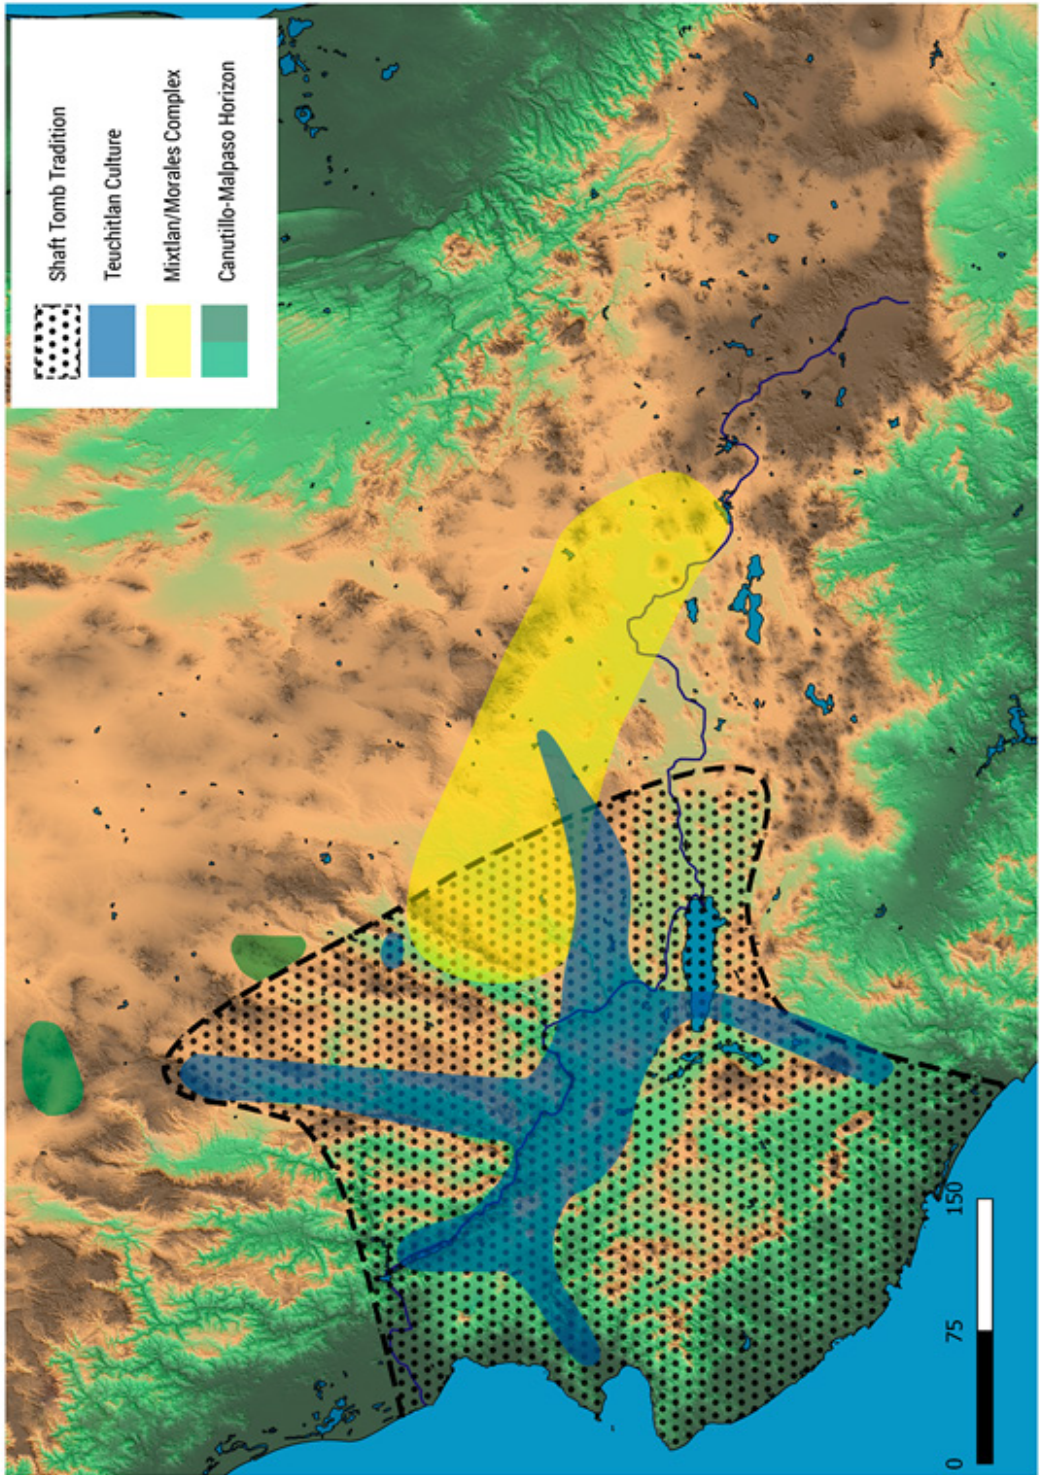 Shaft Tomb Tradition
Teuchitlan Culture
Mixtlan/Morales Complex
Canutillo-Malpaso Horizon
0 75 150